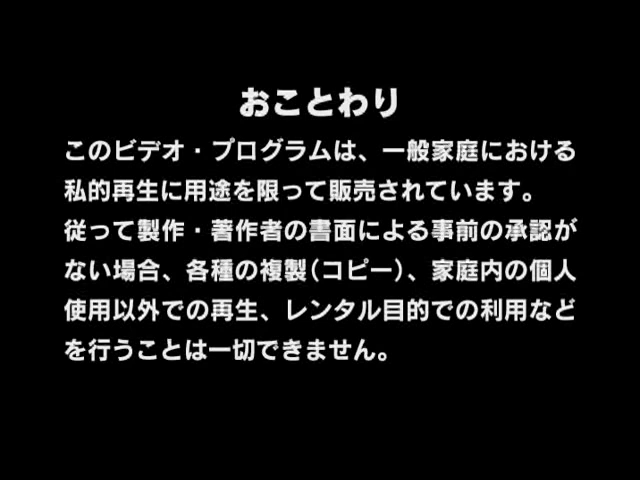 おことわり
このビデオ・プログラムは、一般家庭における
私的再生に用途を限って販売されています。
従って製作・著作者の書面による事前の承認が
ない場合、各種の複製(コピー)、家庭内の個人
使用以外での再生、レンタル目的での利用など
を行うことは一切できません。